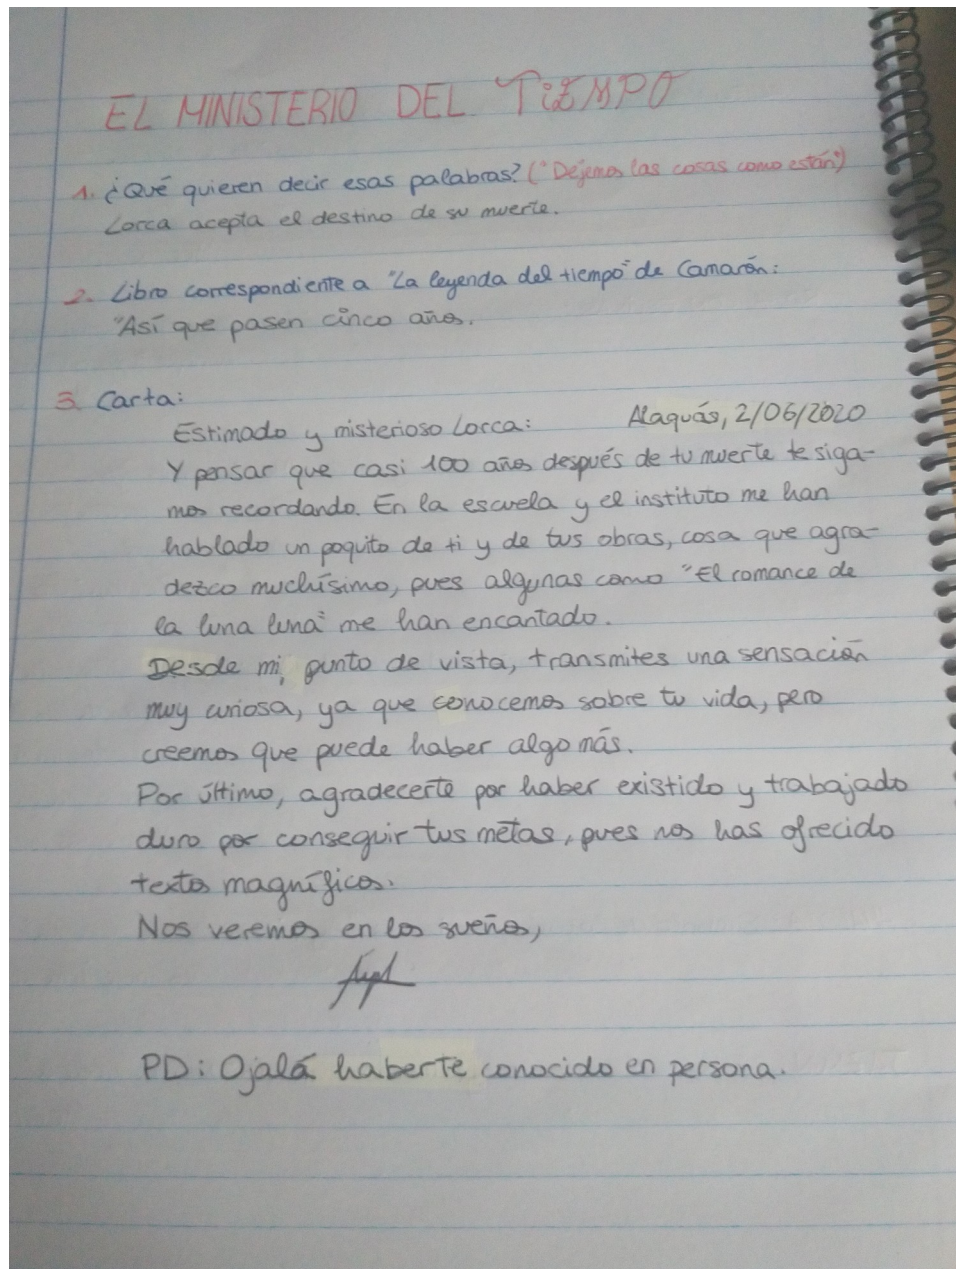 EL MINISTERIO DEL TIEMPO
1. ¿Qué quieren decir esas palabras? ("Dejemos las cosas como están")
Lorca acepta el destino de su muerte.
2. Libro correspondiente a "La leyenda del tiempo" de Camarón:
"Así que pasen cinco años.
3. Carta:
Estimado y misterioso Lorca: Alaquás, 2/06/2020
Y pensar que casi 100 años después de tu muerte te siga-
mos recordando. En la escuela y el instituto me han
hablado un poquito de ti y de tus obras, cosa que agra-
dezco muchísimo, pues algunas como "El romance de
la luna luna" me han encantado.
Desde mi punto de vista, transmites una sensación
muy curiosa, ya que conocemos sobre tu vida, pero
creemos que puede haber algo más.
Por último, agradecerte por haber existido y trabajado
duro por conseguir tus metas, pues nos has ofrecido
textos magníficos.
Nos veremos en los sueños,
PD: Ojalá haberte conocido en persona.